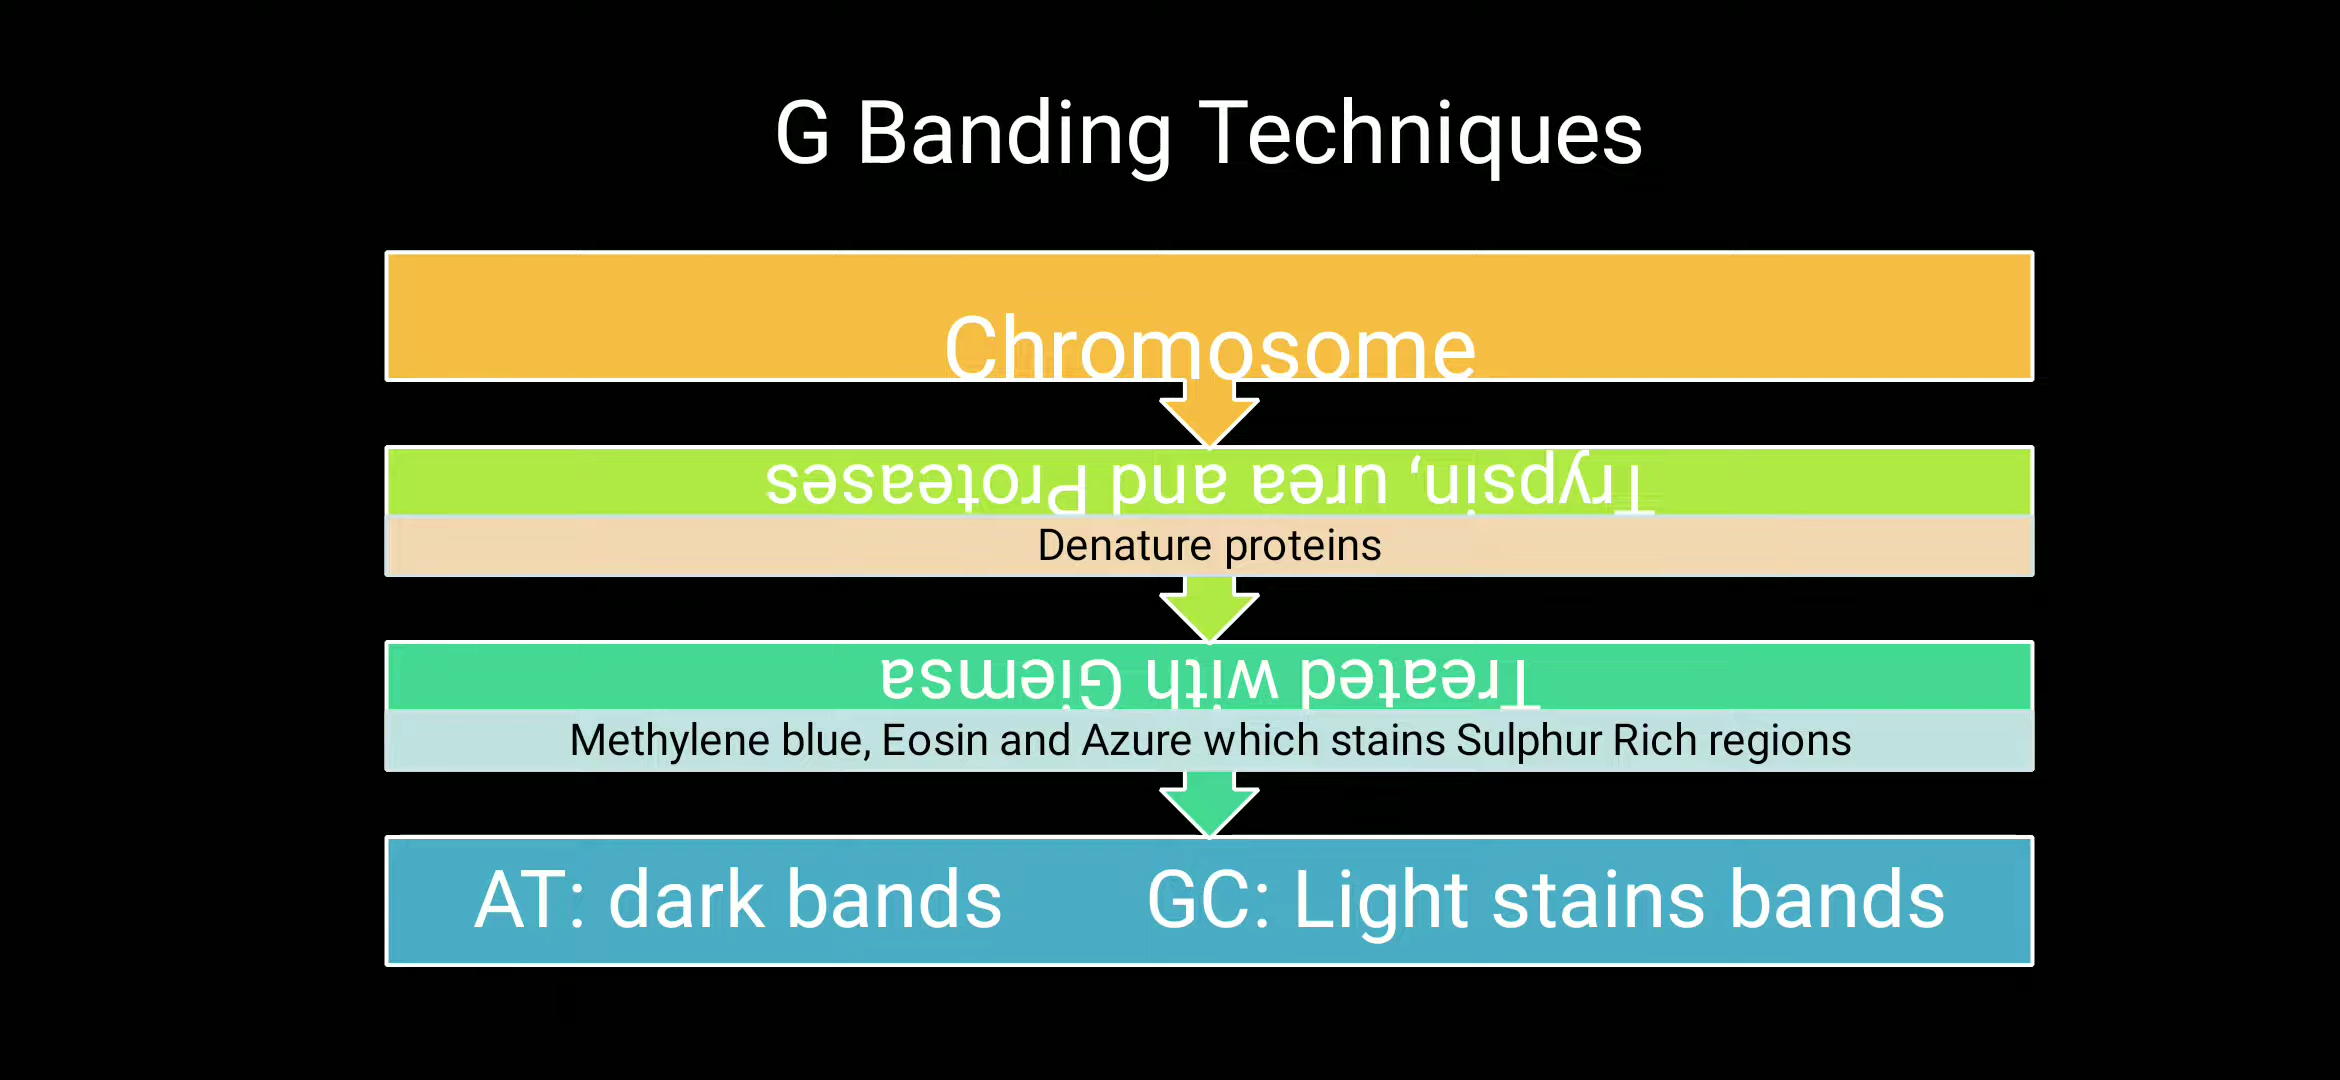 G Banding Techniques
Chromosome
Trypsin, urea and Proteases
Denature proteins
Treated with Giemsa
Methylene blue, Eosin and Azure which stains Sulphur Rich regions
AT: dark bands GC: Light stains bands